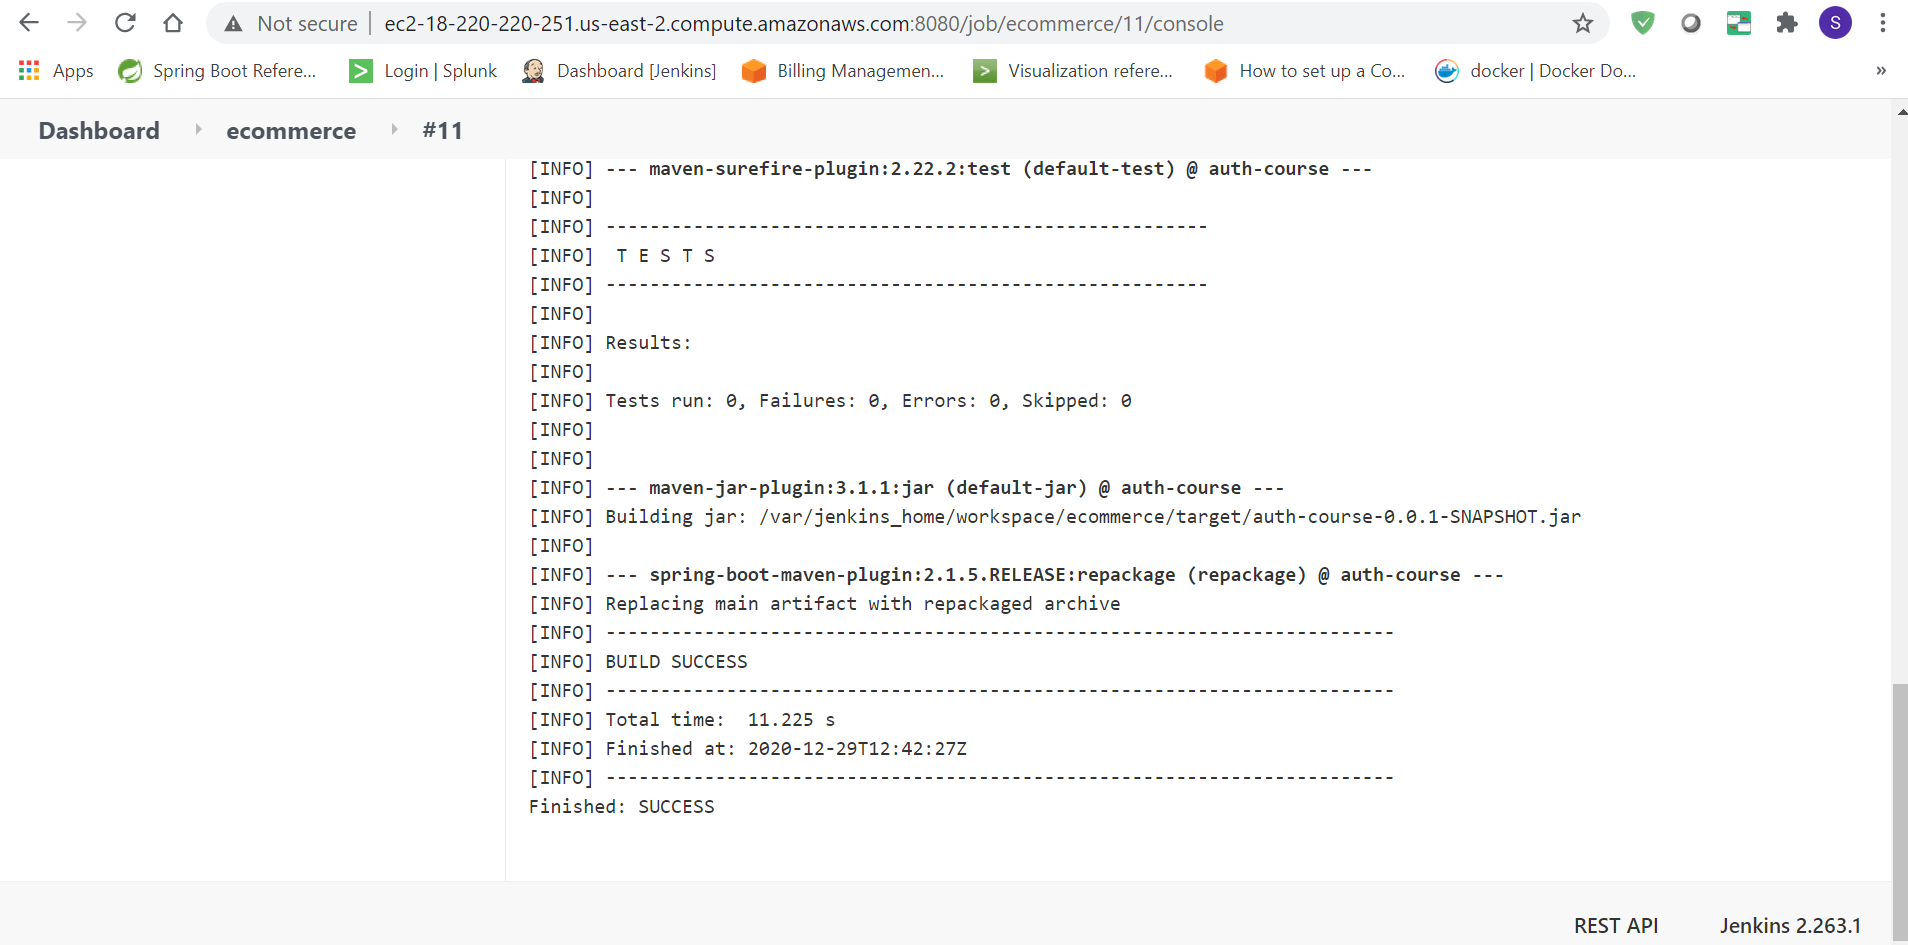 Not secure | ec2-18-220-220-251.us-east-2.compute.amazonaws.com:8080/job/ecommerce/11/console S
Apps Spring Boot Refere... Login | Splunk Dashboard [Jenkins] Billing Managemen... Visualization refere... How to set up a Co... docker | Docker Do... »
Dashboard ecommerce #11
[INFO] --- maven-surefire-plugin:2.22.2:test (default-test) @ auth-course ---
[INFO]
[INFO] -------------------------------------------------------
[INFO]  T E S T S
[INFO] -------------------------------------------------------
[INFO]
[INFO] Results:
[INFO]
[INFO] Tests run: 0, Failures: 0, Errors: 0, Skipped: 0
[INFO]
[INFO]
[INFO] --- maven-jar-plugin:3.1.1:jar (default-jar) @ auth-course ---
[INFO] Building jar: /var/jenkins_home/workspace/ecommerce/target/auth-course-0.0.1-SNAPSHOT.jar
[INFO]
[INFO] --- spring-boot-maven-plugin:2.1.5.RELEASE:repackage (repackage) @ auth-course ---
[INFO] Replacing main artifact with repackaged archive
[INFO] ------------------------------------------------------------------------
[INFO] BUILD SUCCESS
[INFO] ------------------------------------------------------------------------
[INFO] Total time:  11.225 s
[INFO] Finished at: 2020-12-29T12:42:27Z
[INFO] ------------------------------------------------------------------------
Finished: SUCCESS
REST API Jenkins 2.263.1